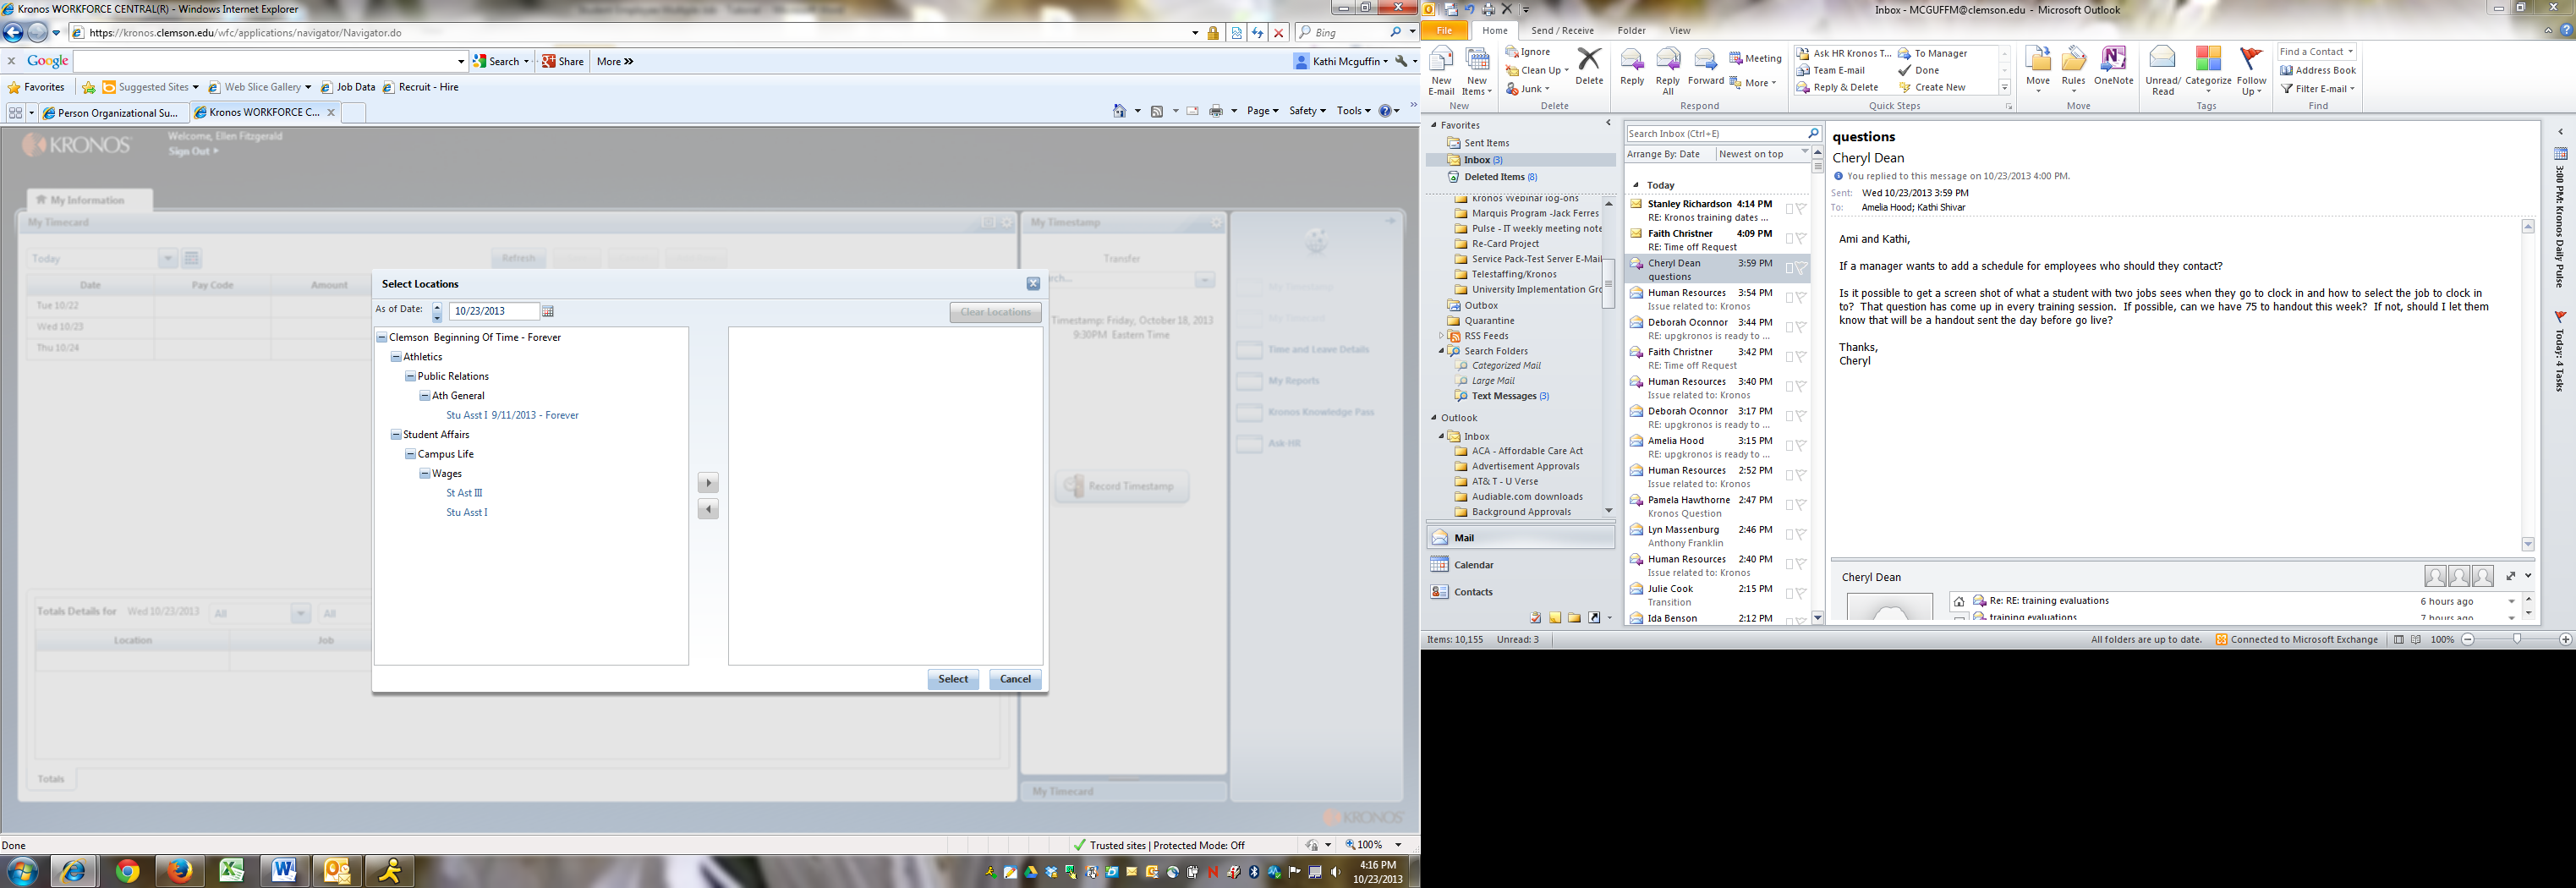 Kronos WORKFORCE CENTRAL(R) - Windows Internet Explorer
https://kronos.clemson.edu/wfc/applications/navigator/Navigator.do
Bing
Google
Search
Share
More »
Kathi Mcguffin
Favorites
Suggested Sites
Web Slice Gallery
Job Data
Recruit - Hire
Person Organizational Su...
Kronos WORKFORCE C...
Page
Safety
Tools
KRONOS
Welcome, Ellen Fitzgerald
Sign Out
My Information
My Timecard
Today
Refresh
Date
Pay Code
Amount
Tue 10/22
Wed 10/23
Thu 10/24
Select Locations
As of Date:
10/23/2013
Clear Locations
Clemson Beginning Of Time - Forever
Athletics
Public Relations
Ath General
Stu Asst I 9/11/2013 - Forever
Student Affairs
Campus Life
Wages
St Ast III
Stu Asst I
Select
Cancel
My Timestamp
Transfer
Timestamp: Friday, October 18, 2013
9:30PM Eastern Time
Record Timestamp
My Timecard
My Timestamp
My Timecard
Time and Leave Details
My Reports
Kronos Knowledge Pass
Ask-HR
Totals Details for Wed 10/23/2013
All
All
Location
Job
Totals
KRONOS
Done
Trusted sites | Protected Mode: Off
100%
4:16 PM
10/23/2013
Inbox - MCGUFFM@clemson.edu - Microsoft Outlook
File
Home
Send / Receive
Folder
View
New E-mail
New Items
New
Ignore
Clean Up
Junk
Delete
Delete
Reply
Reply All
Forward
Meeting
More
Respond
Ask HR Kronos T...
Team E-mail
Reply & Delete
To Manager
Done
Create New
Quick Steps
Move
Rules
OneNote
Move
Unread/ Read
Categorize
Follow Up
Tags
Find a Contact
Address Book
Filter E-mail
Find
Favorites
Sent Items
Inbox (3)
Deleted Items (8)
Kronos Webinar log-ons
Marquis Program -Jack Ferres
Pulse - IT weekly meeting note
Re-Card Project
Service Pack-Test Server E-Mail
Telestaffing/Kronos
University Implementation Gro
Outbox
Quarantine
RSS Feeds
Search Folders
Categorized Mail
Large Mail
Text Messages (3)
Outlook
Inbox
ACA - Affordable Care Act
Advertisement Approvals
AT& T - U Verse
Audiable.com downloads
Background Approvals
Mail
Calendar
Contacts
Search Inbox (Ctrl+E)
Arrange By: Date
Newest on top
Today
Stanley Richardson 4:14 PM
RE: Kronos training dates ...
Faith Christner 4:09 PM
RE: Time off Request
Cheryl Dean 3:59 PM
questions
Human Resources 3:54 PM
Issue related to: Kronos
Deborah Oconnor 3:44 PM
RE: upgkronos is ready to ...
Faith Christner 3:42 PM
RE: Time off Request
Human Resources 3:40 PM
Issue related to: Kronos
Deborah Oconnor 3:17 PM
RE: upgkronos is ready to ...
Amelia Hood 3:15 PM
RE: upgkronos is ready to ...
Human Resources 2:52 PM
Issue related to: Kronos
Pamela Hawthorne 2:47 PM
Kronos Question
Lyn Massenburg 2:46 PM
Anthony Franklin
Human Resources 2:40 PM
Issue related to: Kronos
Julie Cook 2:15 PM
Transition
Ida Benson 2:12 PM
questions
Cheryl Dean
You replied to this message on 10/23/2013 4:00 PM.
Sent: Wed 10/23/2013 3:59 PM
To: Amelia Hood; Kathi Shivar
Ami and Kathi,
If a manager wants to add a schedule for employees who should they contact?
Is it possible to get a screen shot of what a student with two jobs sees when they go to clock in and how to select the job to clock in
to? That question has come up in every training session. If possible, can we have 75 to handout this week? If not, should I let them
know that will be a handout sent the day before go live?
Thanks,
Cheryl
Cheryl Dean
Re: RE: training evaluations 6 hours ago
training evaluations 7 hours ago
3:00 PM: Kronos Daily Pulse
Today: 4 Tasks
Items: 10,155 Unread: 3
All folders are up to date.
Connected to Microsoft Exchange
100%